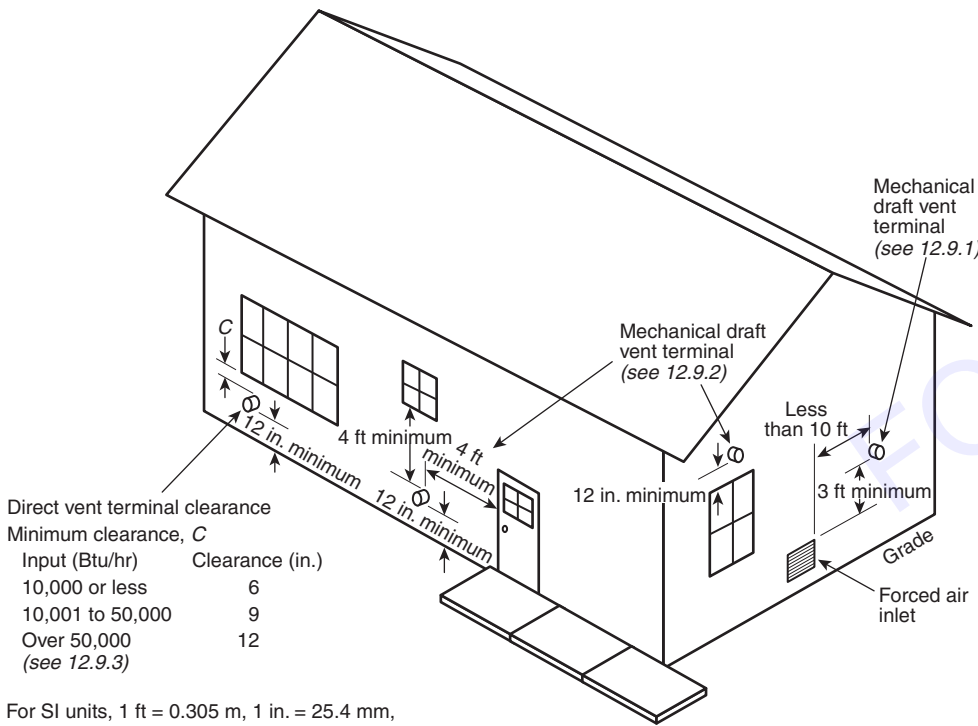 Mechanical
draft vent
terminal
(see 12.9.1)
Mechanical draft
vent terminal
(see 12.9.2)
C
Less
than 10 ft
4 ft minimum
4 ft
minimum
12 in. minimum
12 in. minimum
12 in. minimum
3 ft minimum
Grade
Forced air
inlet
Direct vent terminal clearance
Minimum clearance, C
Input (Btu/hr) Clearance (in.)
10,000 or less 6
10,001 to 50,000 9
Over 50,000 12
(see 12.9.3)
For SI units, 1 ft = 0.305 m, 1 in. = 25.4 mm,